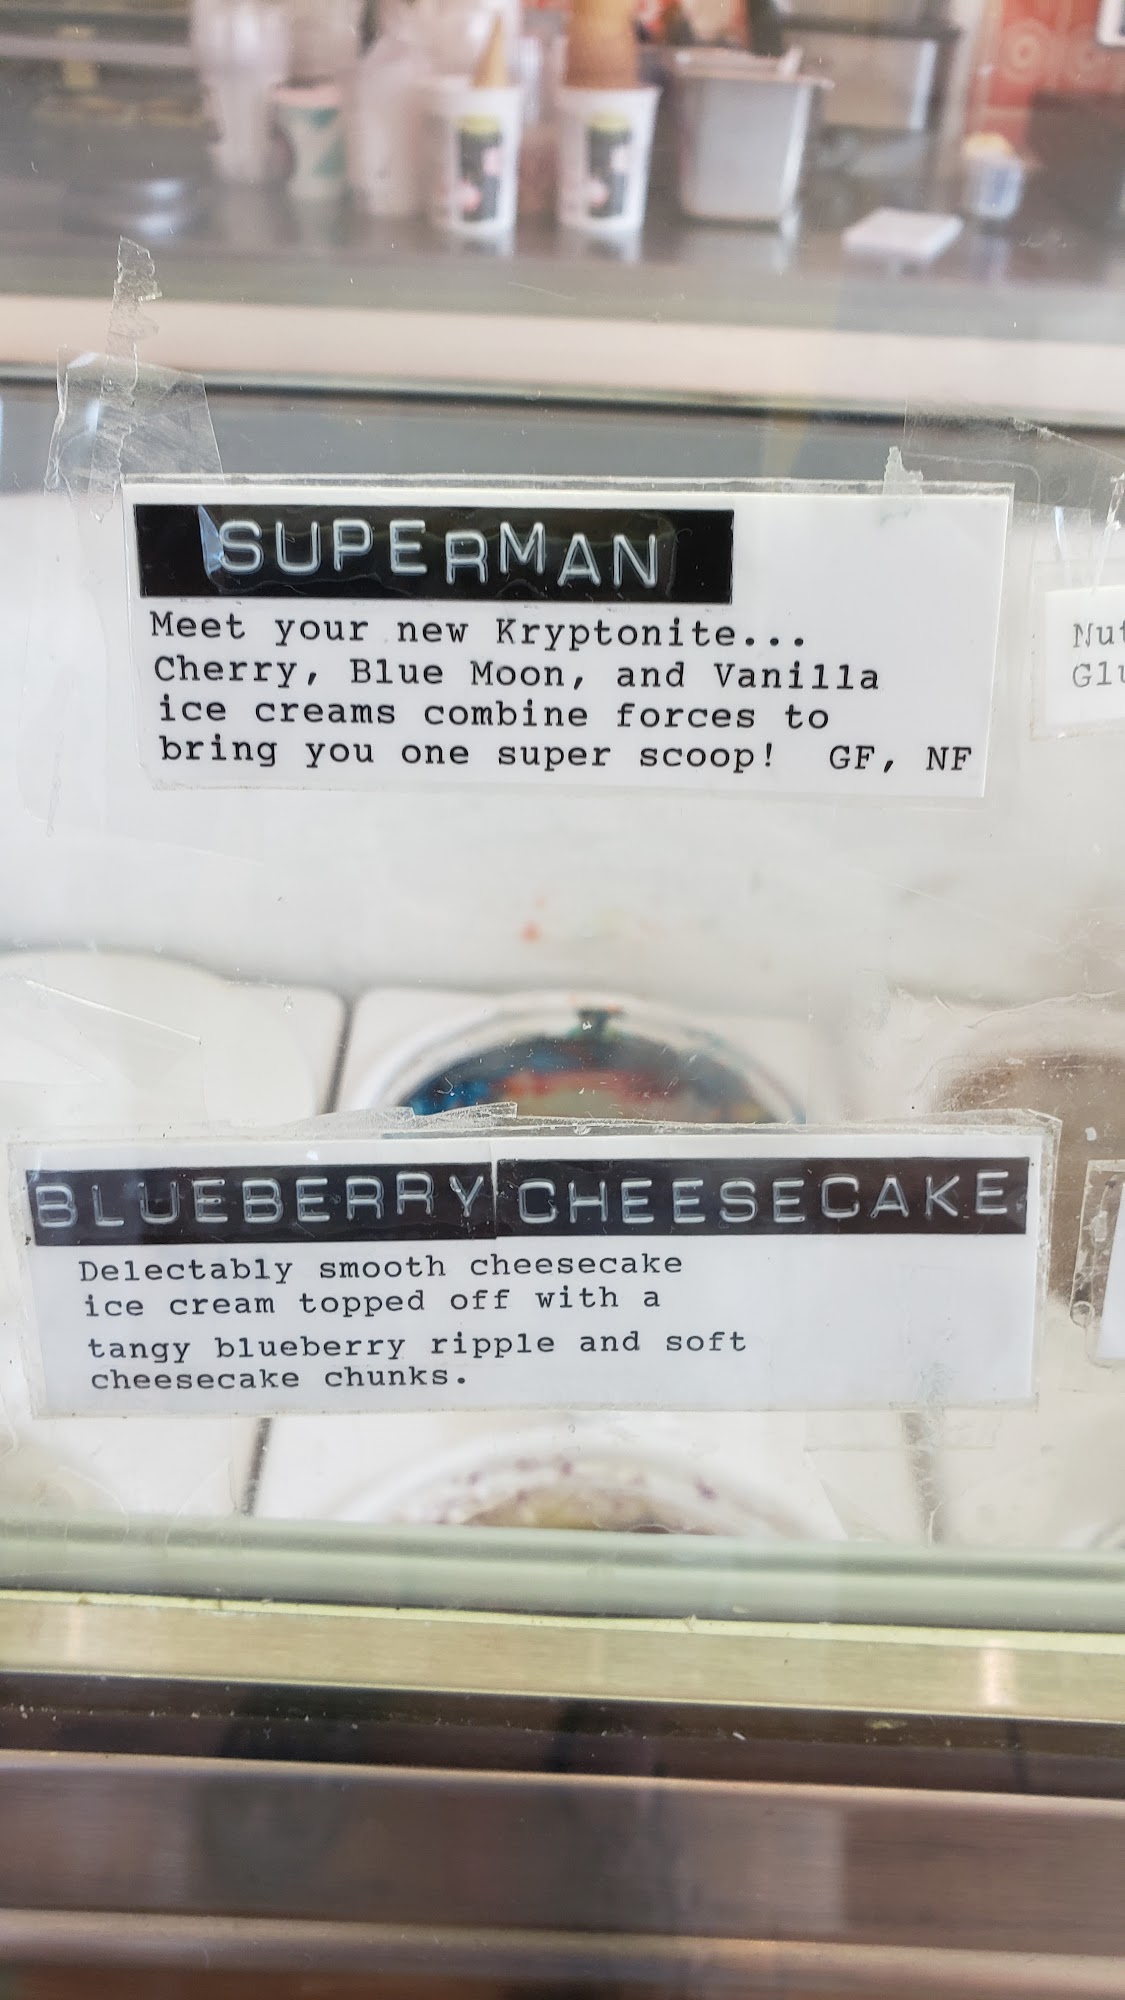 SUPERMAN
Meet your new Kryptonite...
Cherry, Blue Moon, and Vanilla
ice creams combine forces to
bring you one super scoop! GF, NF
BLUEBERRY CHEESECAKE
Delectably smooth cheesecake
ice cream topped off with a
tangy blueberry ripple and soft
cheesecake chunks.